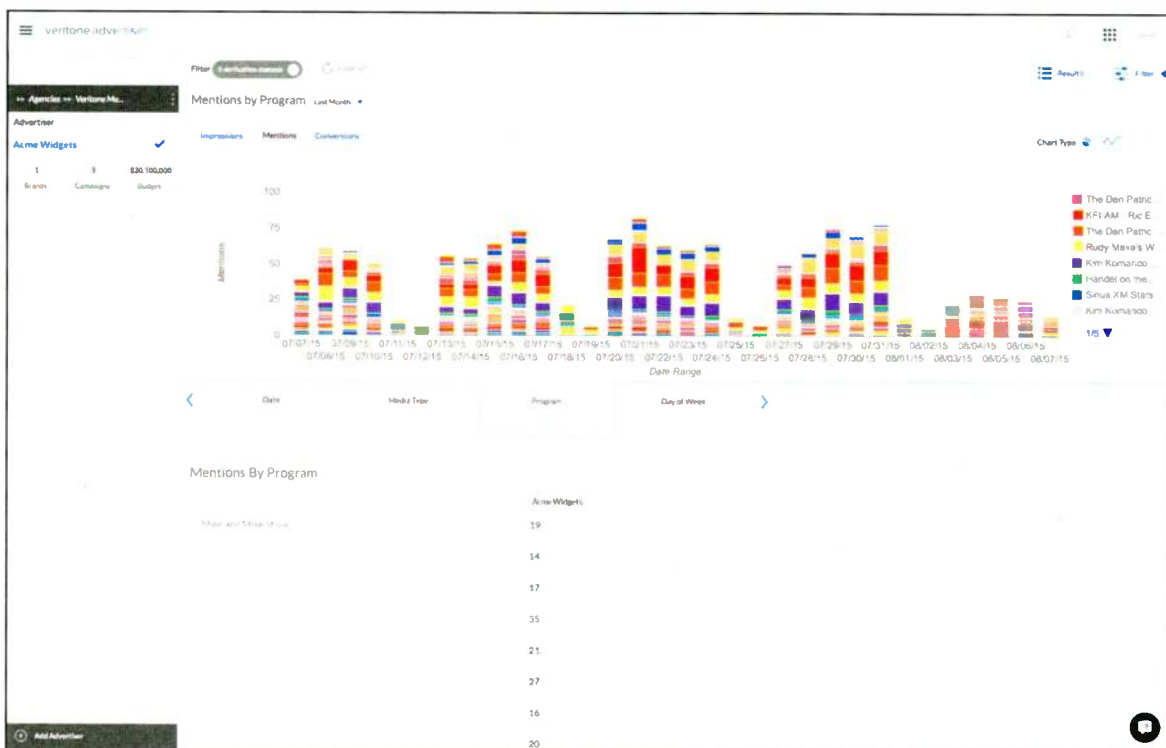 veritone advertiser
Filter
Results
Filter
Agencies Veritone Me...
Mentions by Program Last Month
Advertiser
Acme Widgets
Impressions Mentions Conversions
Chart Type
1 3 $30,100,000
Brands Campaigns Budget
Mentions
100
75
50
25
0
The Den Patric...
KFI AM - Ric E...
The Den Patric...
Rudy Maxa's W...
Kim Komando...
Handel on the...
Sirius XM Stars
Kim Komando
1/5
07/07/15 07/09/15 07/11/15 07/13/15 07/15/15 07/17/15 07/19/15 07/21/15 07/23/15 07/25/15 07/27/15 07/29/15 07/31/15 08/02/15 08/04/15 08/06/15
07/08/15 07/10/15 07/12/15 07/14/15 07/16/15 07/18/15 07/20/15 07/22/15 07/24/15 07/26/15 07/28/15 07/30/15 08/01/15 08/03/15 08/05/15 08/07/15
Date Range
Date Media Type Program Day of Week
Mentions By Program
Acme Widgets
19
14
17
35
21
27
16
20
Add Advertiser